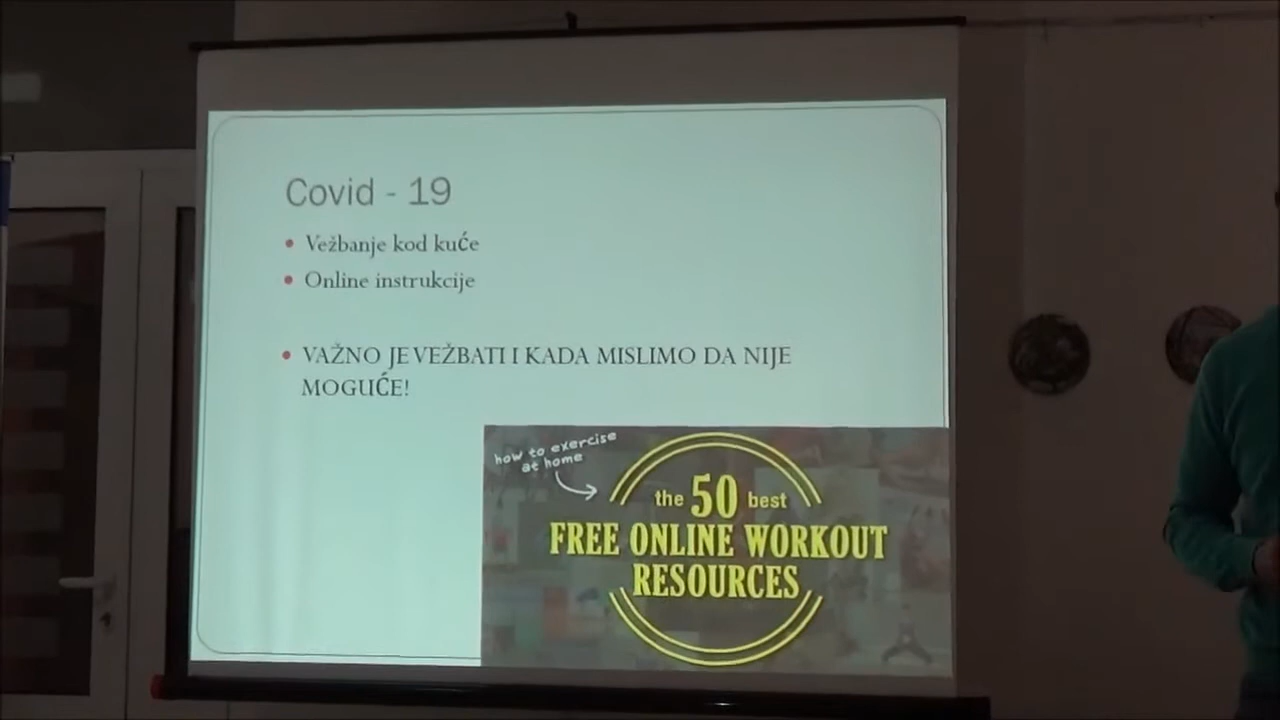 Covid - 19
Vežbanje kod kuće
Online instrukcije
VAŽNO JE VEŽBATI I KADA MISLIMO DA NIJE
MOGUĆE!
how to exercise
at home
the 50 best
FREE ONLINE WORKOUT
RESOURCES